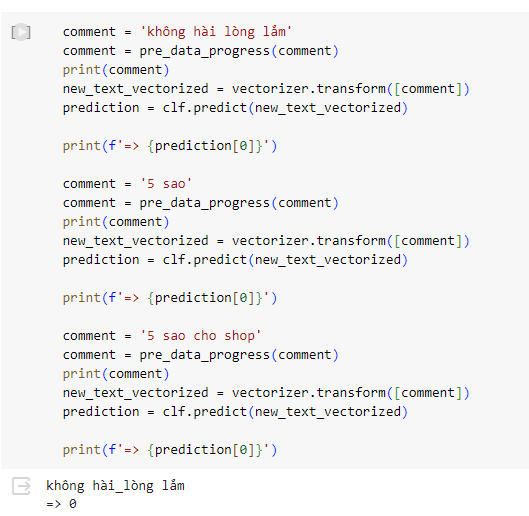 comment = 'không hài lòng lắm'
comment = pre_data_progress(comment)
print(comment)
new_text_vectorized = vectorizer.transform([comment])
prediction = clf.predict(new_text_vectorized)
print(f'=> {prediction[0]}')
comment = '5 sao'
comment = pre_data_progress(comment)
print(comment)
new_text_vectorized = vectorizer.transform([comment])
prediction = clf.predict(new_text_vectorized)
print(f'=> {prediction[0]}')
comment = '5 sao cho shop'
comment = pre_data_progress(comment)
print(comment)
new_text_vectorized = vectorizer.transform([comment])
prediction = clf.predict(new_text_vectorized)
print(f'=> {prediction[0]}')
không hài_lòng lắm
=> 0